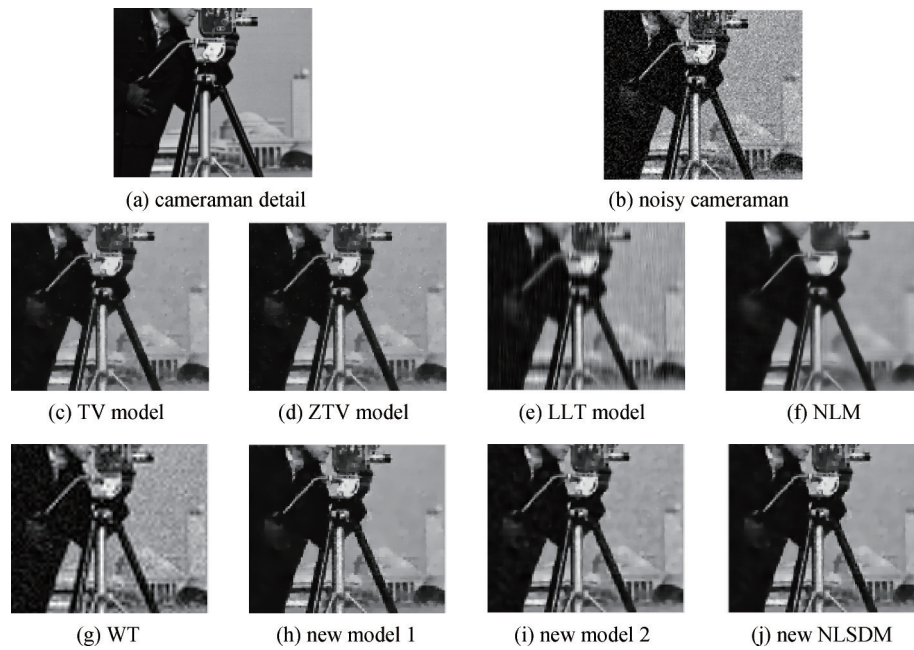 (a) cameraman detail
(b) noisy cameraman
(c) TV model
(d) ZTV model
(e) LLT model
(f) NLM
(g) WT
(h) new model 1
(i) new model 2
(j) new NLSDM